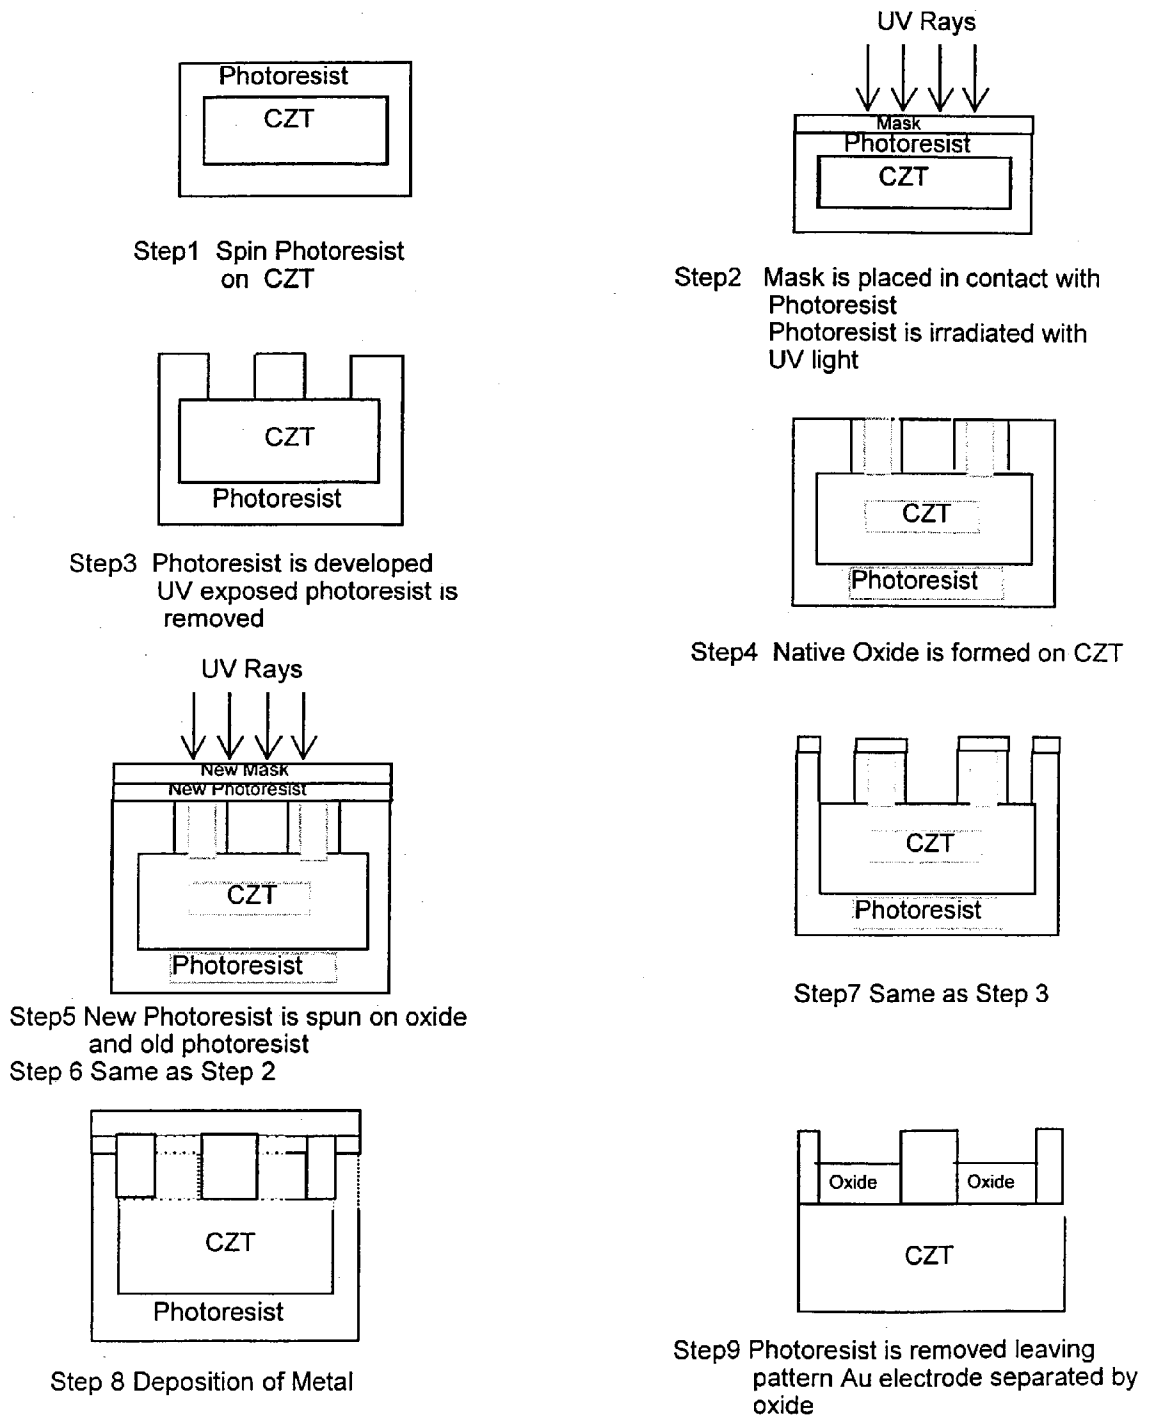 Photoresist
CZT
Step1 Spin Photoresist
on CZT
UV Rays
Mask
Photoresist
CZT
Step2 Mask is placed in contact with
Photoresist
Photoresist is irradiated with
UV light
CZT
Photoresist
Step3 Photoresist is developed
UV exposed photoresist is
removed
CZT
Photoresist
Step4 Native Oxide is formed on CZT
UV Rays
New Mask
New Photoresist
CZT
Photoresist
Step5 New Photoresist is spun on oxide
and old photoresist
Step 6 Same as Step 2
CZT
Photoresist
Step7 Same as Step 3
CZT
Photoresist
Step 8 Deposition of Metal
Oxide
Oxide
CZT
Step9 Photoresist is removed leaving
pattern Au electrode separated by
oxide